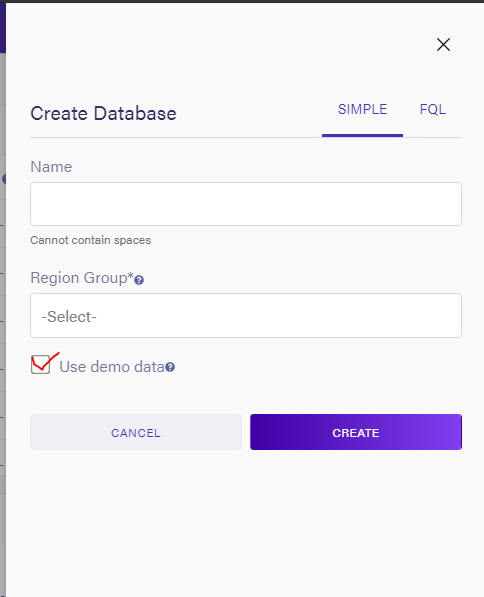 Create Database
SIMPLE
FQL
Name
Cannot contain spaces
Region Group*?
-Select-
Use demo data?
CANCEL
CREATE